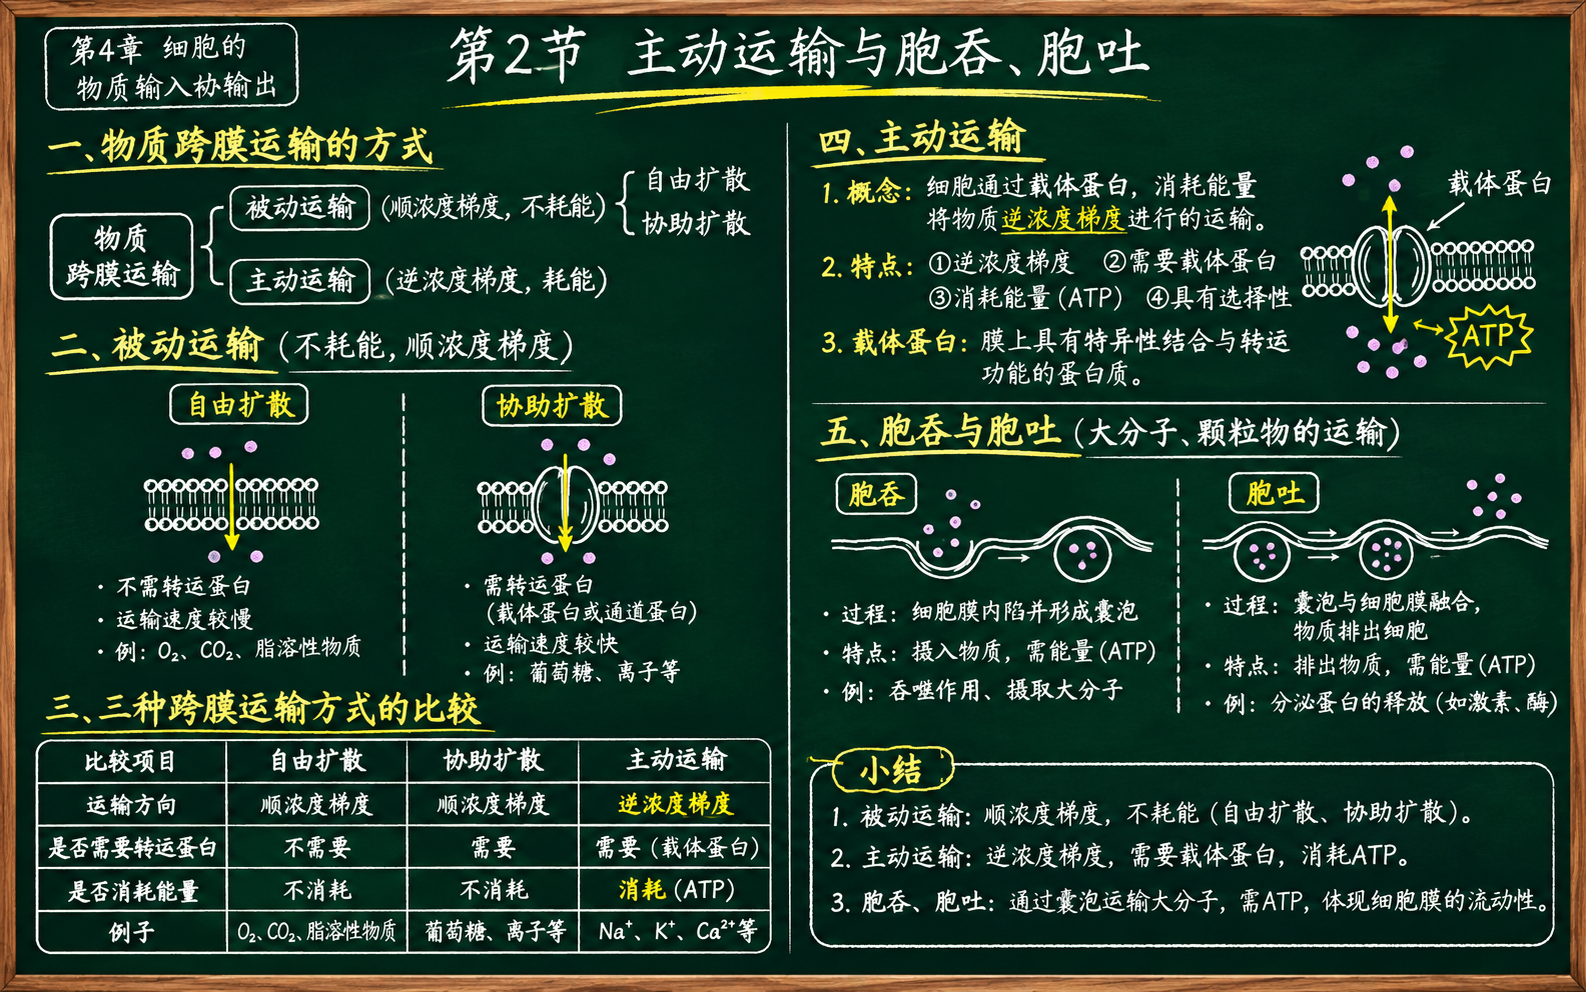 第4章 细胞的
物质输入协输出
第2节 主动运输与胞吞、胞吐
一、物质跨膜运输的方式
物质
跨膜运输
被动运输 (顺浓度梯度, 不耗能)
自由扩散
协助扩散
主动运输 (逆浓度梯度, 耗能)
二、被动运输 (不耗能, 顺浓度梯度)
自由扩散
· 不需转运蛋白
· 运输速度较慢
· 例: O₂、CO₂、脂溶性物质
协助扩散
· 需转运蛋白
(载体蛋白或通道蛋白)
· 运输速度较快
· 例: 葡萄糖、离子等
三、三种跨膜运输方式的比较
比较项目 自由扩散 协助扩散 主动运输
运输方向 顺浓度梯度 顺浓度梯度 逆浓度梯度
是否需要转运蛋白 不需要 需要 需要 (载体蛋白)
是否消耗能量 不消耗 不消耗 消耗 (ATP)
例子 O₂、CO₂、脂溶性物质 葡萄糖、离子等 Na⁺、K⁺、Ca²⁺等
四、主动运输
1. 概念: 细胞通过载体蛋白, 消耗能量
将物质逆浓度梯度进行的运输。
2. 特点: ①逆浓度梯度 ②需要载体蛋白
③消耗能量 (ATP) ④具有选择性
3. 载体蛋白: 膜上具有特异性结合与转运
功能的蛋白质。
载体蛋白
ATP
五、胞吞与胞吐 (大分子、颗粒物的运输)
胞吞
· 过程: 细胞膜内陷并形成囊泡
· 特点: 摄入物质, 需能量 (ATP)
· 例: 吞噬作用、摄取大分子
胞吐
· 过程: 囊泡与细胞膜融合,
物质排出细胞
· 特点: 排出物质, 需能量 (ATP)
· 例: 分泌蛋白的释放 (如激素、酶)
小结
1. 被动运输: 顺浓度梯度, 不耗能 (自由扩散、协助扩散)。
2. 主动运输: 逆浓度梯度, 需要载体蛋白, 消耗ATP。
3. 胞吞、胞吐: 通过囊泡运输大分子, 需ATP, 体现细胞膜的流动性。